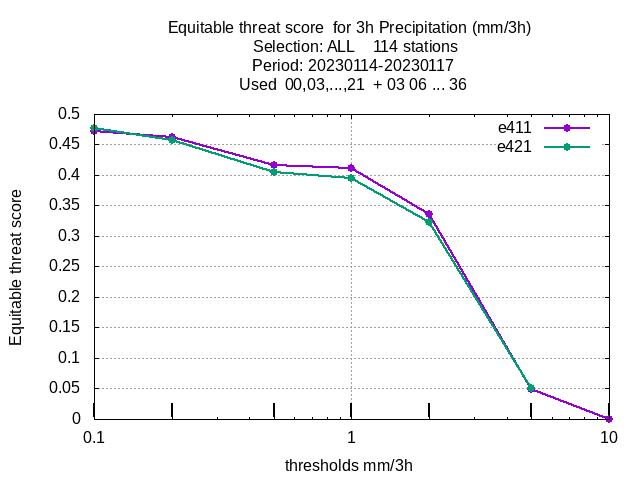 Equitable threat score  for 3h Precipitation (mm/3h)
Selection: ALL    114 stations
Period: 20230114-20230117
Used  00,03,...,21  + 03 06 ... 36
e411
e421
0.5
0.45
0.4
0.35
0.3
0.25
0.2
0.15
0.1
0.05
0
Equitable threat score
0.1
1
10
thresholds mm/3h